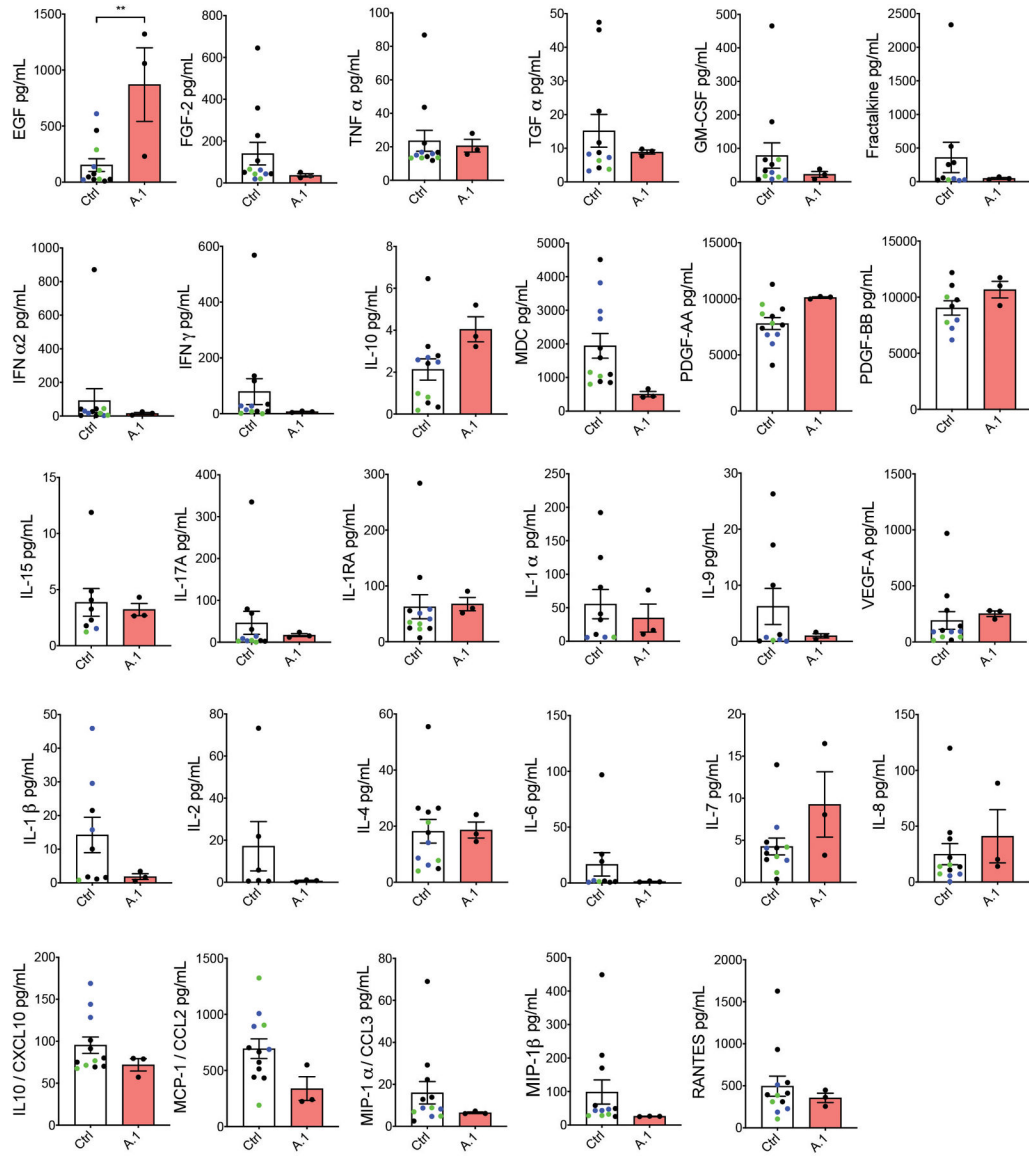 **
EGF pg/mL
1500
1000
500
0
Ctrl
A.1
FGF-2 pg/mL
800
600
400
200
0
Ctrl
A.1
TNF α pg/mL
100
80
60
40
20
0
Ctrl
A.1
TGF α pg/mL
50
40
30
20
10
0
Ctrl
A.1
GM-CSF pg/mL
500
400
300
200
100
0
Ctrl
A.1
Fractalkine pg/mL
2500
2000
1500
1000
500
0
Ctrl
A.1
IFN α2 pg/mL
1000
800
600
400
200
0
Ctrl
A.1
IFN γ pg/mL
600
400
200
0
Ctrl
A.1
IL-10 pg/mL
8
6
4
2
0
Ctrl
A.1
MDC pg/mL
5000
4000
3000
2000
1000
0
Ctrl
A.1
PDGF-AA pg/mL
15000
10000
5000
0
Ctrl
A.1
PDGF-BB pg/mL
15000
10000
5000
0
Ctrl
A.1
IL-15 pg/mL
15
10
5
0
Ctrl
A.1
IL-17A pg/mL
400
300
200
100
0
Ctrl
A.1
IL-1RA pg/mL
300
200
100
0
Ctrl
A.1
IL-1 α pg/mL
250
200
150
100
50
0
Ctrl
A.1
IL-9 pg/mL
30
20
10
0
Ctrl
A.1
VEGF-A pg/mL
1500
1000
500
0
Ctrl
A.1
IL-1 β pg/mL
50
40
30
20
10
0
Ctrl
A.1
IL-2 pg/mL
80
60
40
20
0
Ctrl
A.1
IL-4 pg/mL
60
40
20
0
Ctrl
A.1
IL-6 pg/mL
150
100
50
0
Ctrl
A.1
IL-7 pg/mL
20
15
10
5
0
Ctrl
A.1
IL-8 pg/mL
150
100
50
0
Ctrl
A.1
IL10 / CXCL10 pg/mL
200
150
100
50
0
Ctrl
A.1
MCP-1 / CCL2 pg/mL
1500
1000
500
0
Ctrl
A.1
MIP-1 α / CCL3 pg/mL
80
60
40
20
0
Ctrl
A.1
MIP-1β pg/mL
500
400
300
200
100
0
Ctrl
A.1
RANTES pg/mL
2000
1500
1000
500
0
Ctrl
A.1